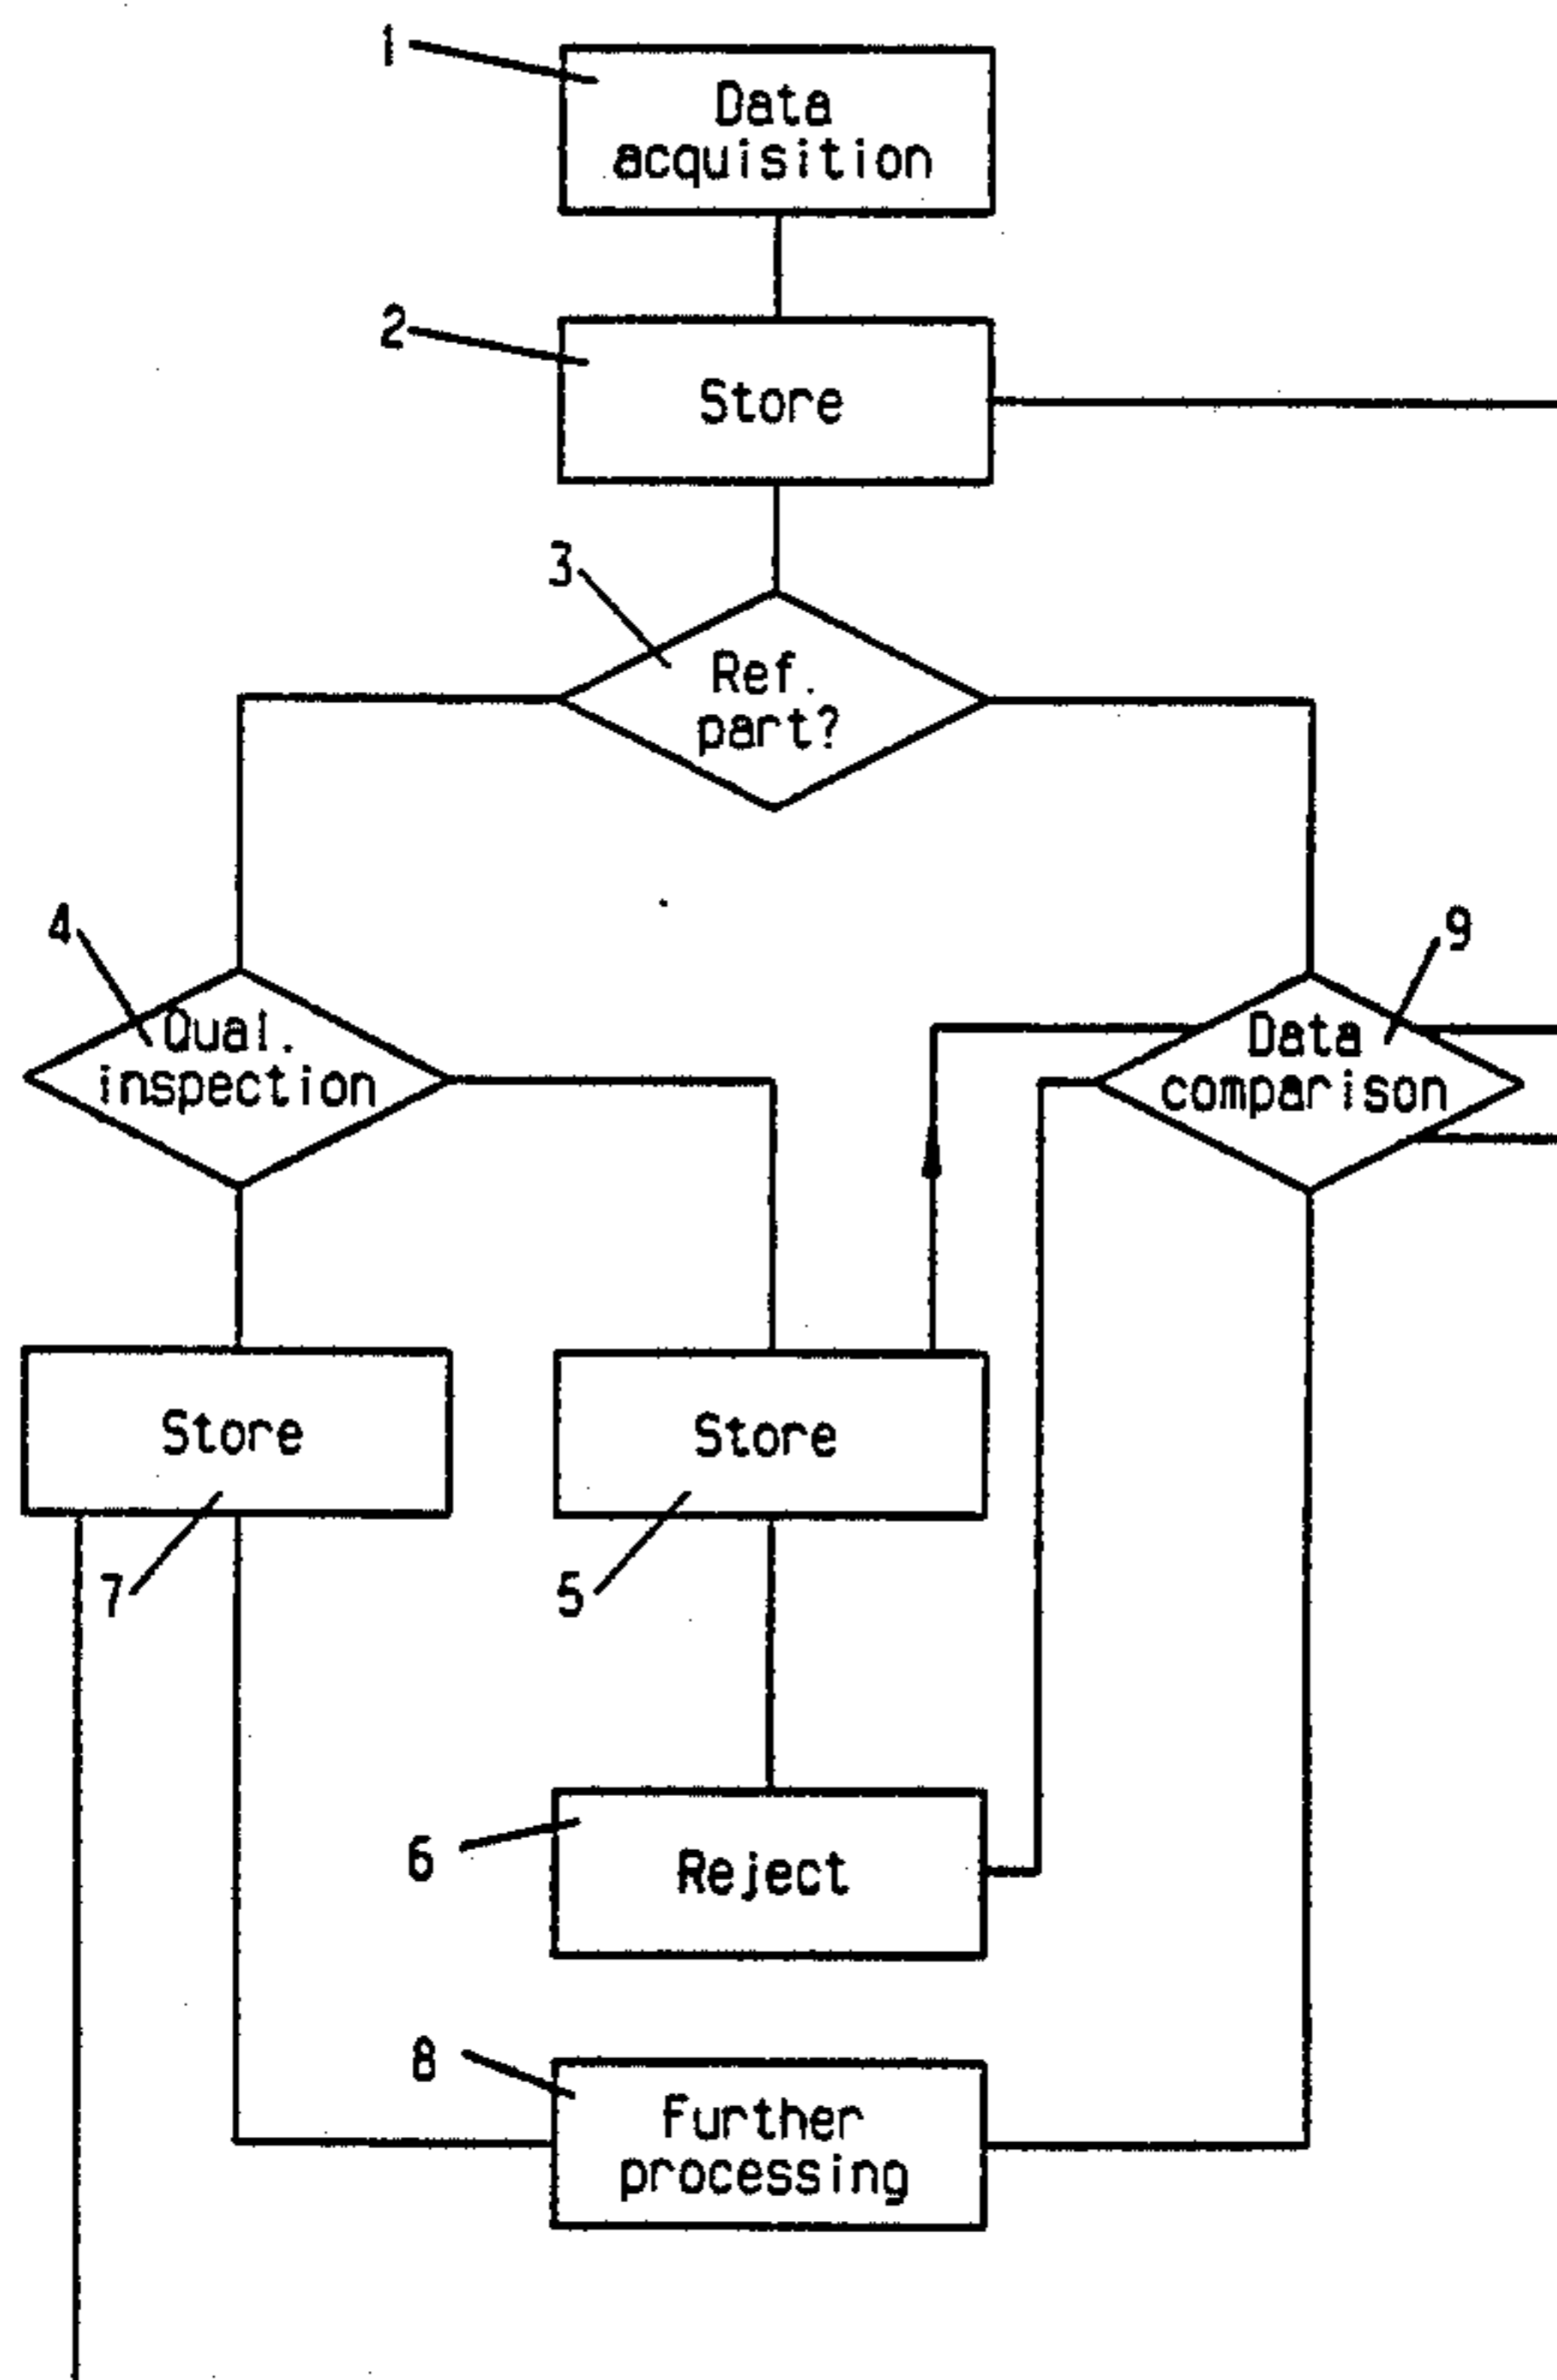 1
Data
acquisition
2
Store
3
Ref.
part?
4
Qual.
inspection
9
Data
comparison
Store
Store
7
5
6
Reject
8
Further
processing